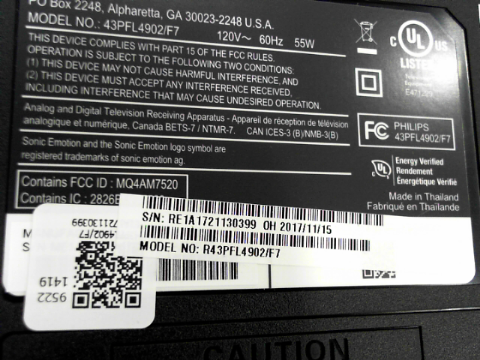 PO Box 2248, Alpharetta, GA 30023-2248 U.S.A.
MODEL NO.: 43PFL4902/F7 120V~ 60Hz 55W
THIS DEVICE COMPLIES WITH PART 15 OF THE FCC RULES.
OPERATION IS SUBJECT TO THE FOLLOWING TWO CONDITIONS:
(1) THIS DEVICE MAY NOT CAUSE HARMFUL INTERFERENCE, AND
(2) THIS DEVICE MUST ACCEPT ANY INTERFERENCE RECEIVED,
INCLUDING INTERFERENCE THAT MAY CAUSE UNDESIRED OPERATION.
c UL US
LISTED
Analog and Digital Television Receiving Apparatus - Appareil de réception de télévision
analogique et numérique, Canada BETS-7 / NTMR-7. CAN ICES-3 (B)/NMB-3(B)
FC PHILIPS
43PFL4902/F7
Sonic Emotion and the Sonic Emotion logo symbol are
registered trademarks of sonic emotion ag.
Energy Verified
Rendement
Énergétique Vérifié
Contains FCC ID : MQ4AM7520
Contains IC : 2826B
Made in Thailand
Fabriqué en Thaïlande
S/N: RE1A1721130399 OH 2017/11/15
MODEL NO: R43PFL4902/F7
721130399
4902/F7
9522
1419
CAUTION